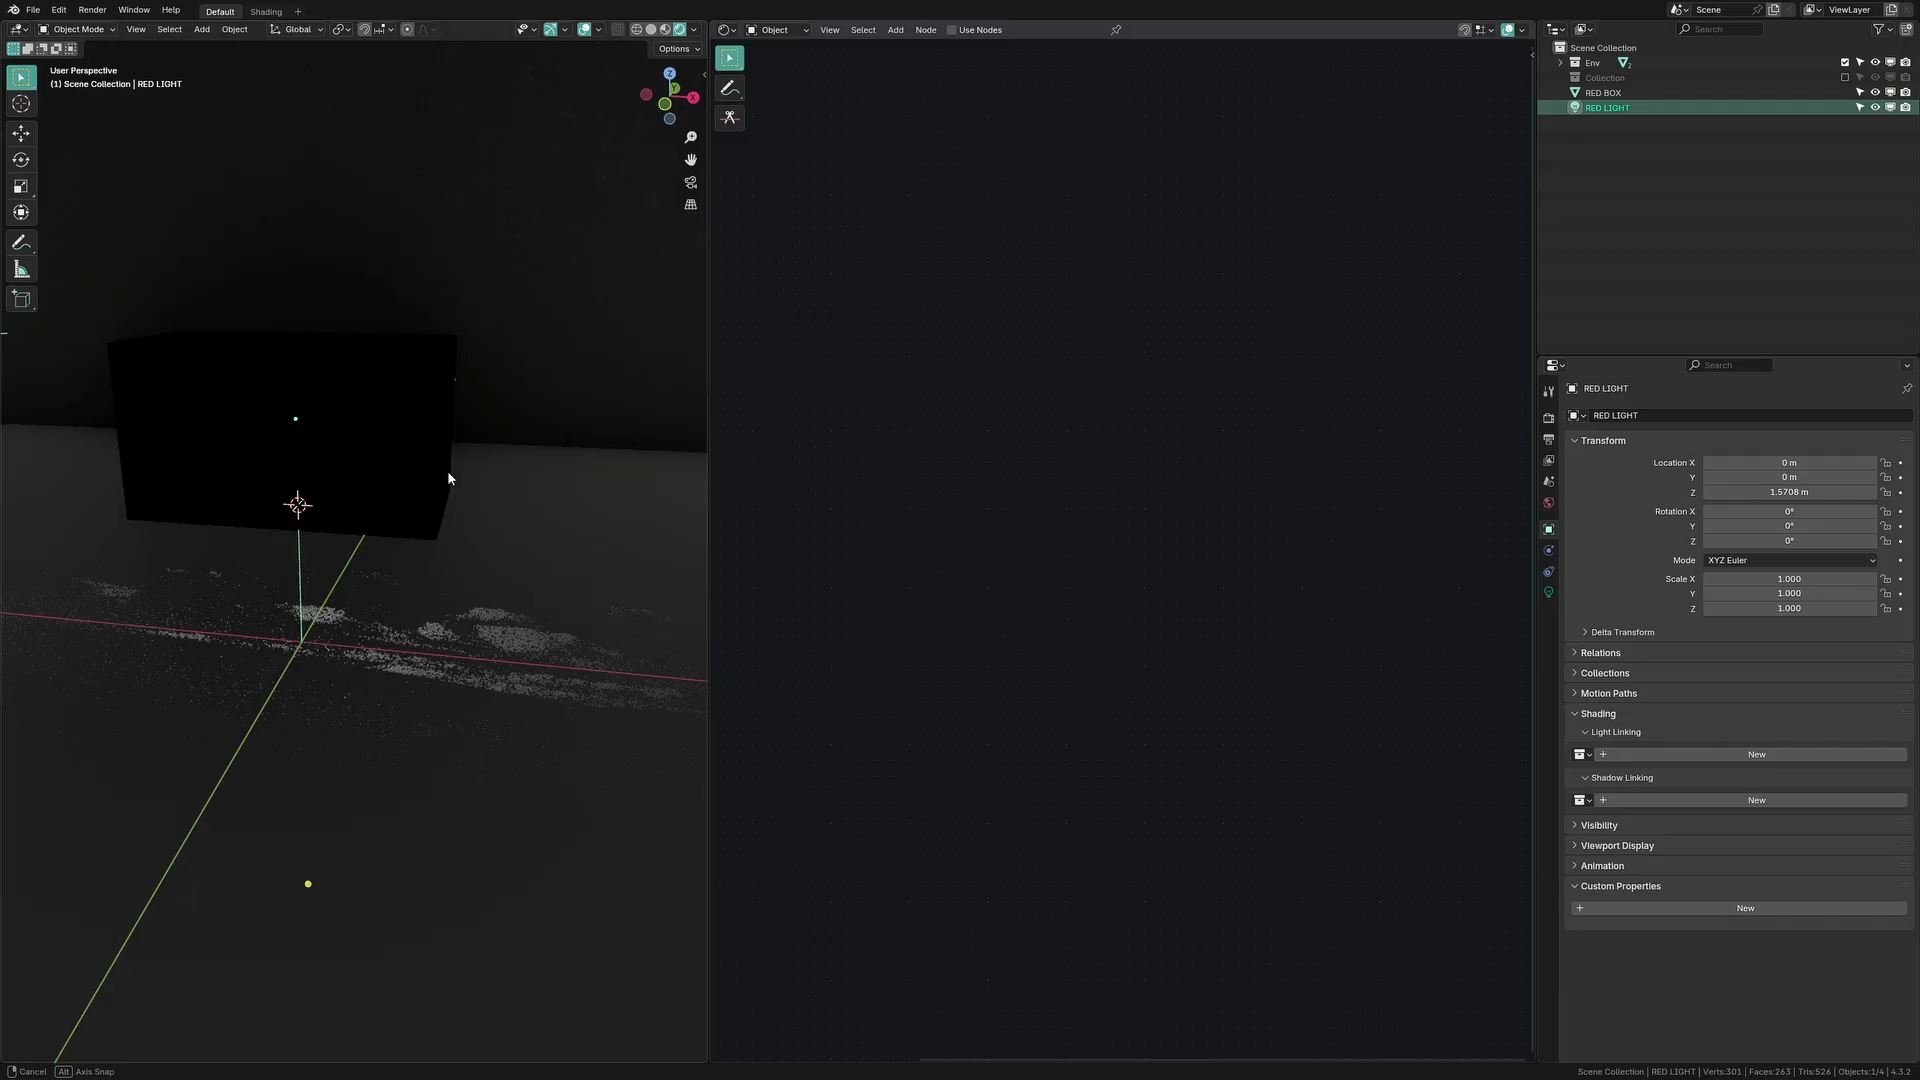 File Edit Render Window Help Default Shading + Scene ViewLayer
Object Mode View Select Add Object Global
Object View Select Add Node Use Nodes
Search
Options
User Perspective
(1) Scene Collection | RED LIGHT
Z
Y
X
Scene Collection
Env 2
Collection
RED BOX
RED LIGHT
Search
RED LIGHT
RED LIGHT
Transform
Location X 0 m
Y 0 m
Z 1.5708 m
Rotation X 0°
Y 0°
Z 0°
Mode XYZ Euler
Scale X 1.000
Y 1.000
Z 1.000
Delta Transform
Relations
Collections
Motion Paths
Shading
Light Linking
+ New
Shadow Linking
+ New
Visibility
Viewport Display
Animation
Custom Properties
+ New
Cancel Alt Axis Snap
Scene Collection | RED LIGHT | Verts:301 | Faces:263 | Tris:526 | Objects:1/4 | 4.3.2